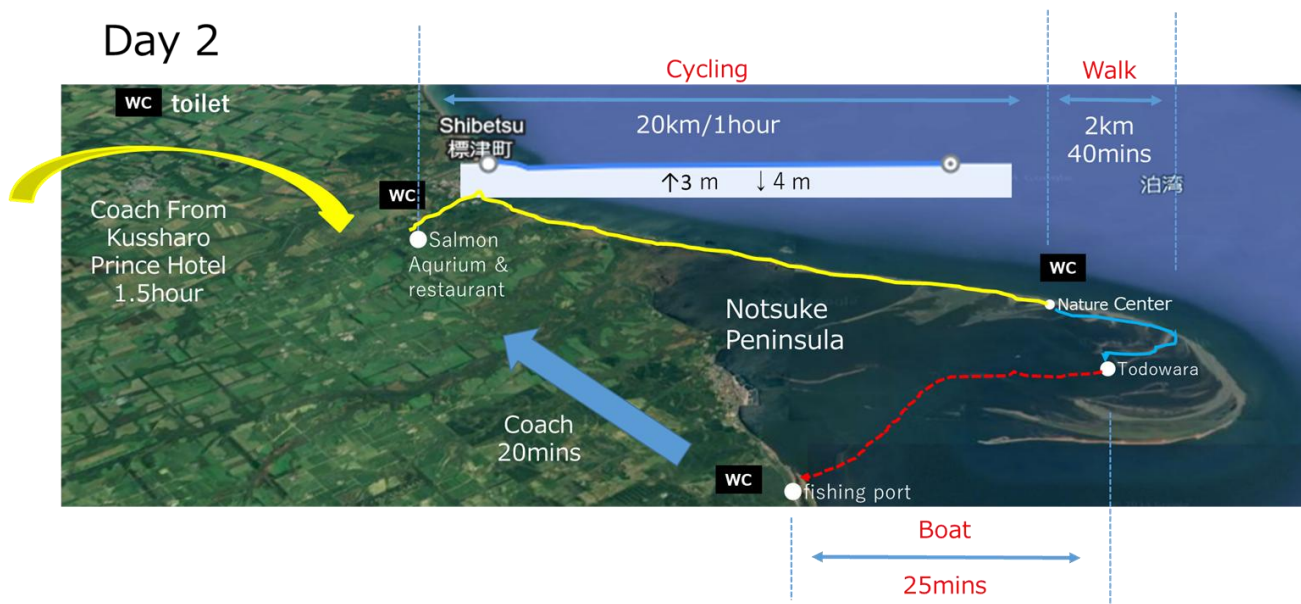 Day 2
Cycling
Walk
WC toilet
20km/1hour
2km
40mins
Shibetsu
標津町
↑3 m ↓4 m
泊湾
WC
Coach From
Kussharo
Prince Hotel
1.5hour
Salmon
Aqurium &
restaurant
WC
Nature Center
Notsuke
Peninsula
Todowara
Coach
20mins
WC
fishing port
Boat
25mins